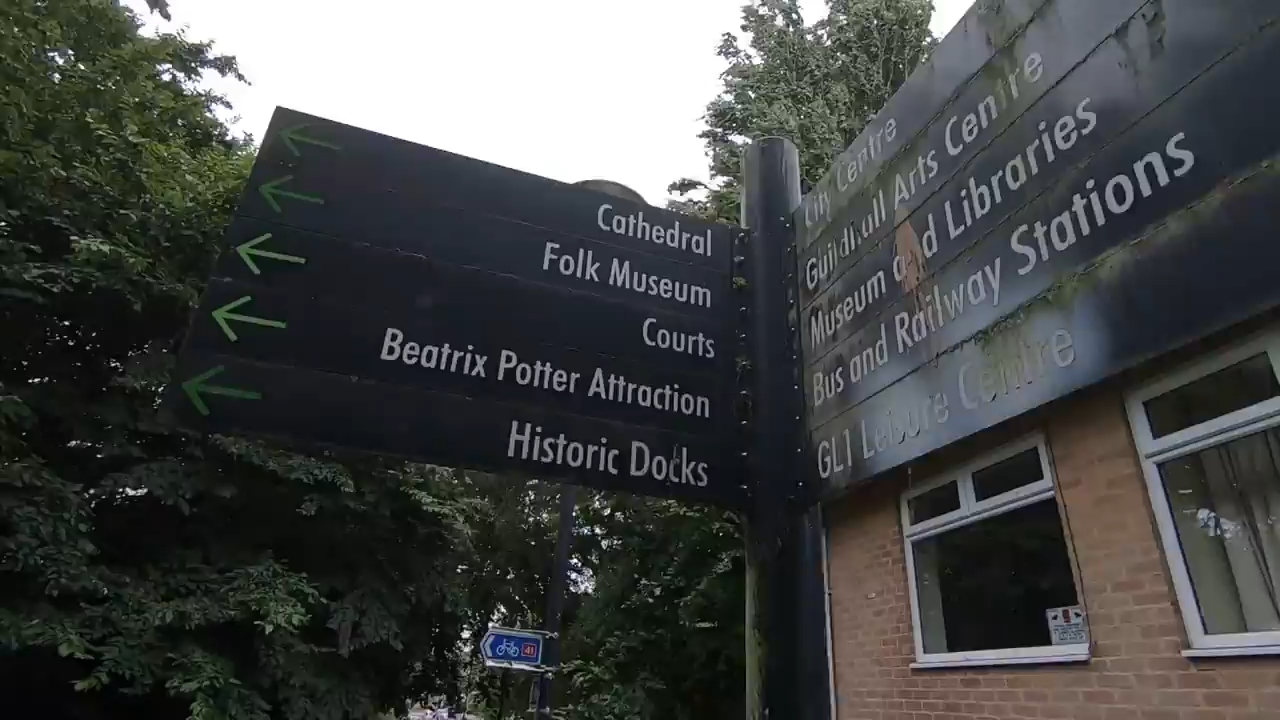 Cathedral
Folk Museum
Courts
Beatrix Potter Attraction
Historic Docks
City Centre
Guildhall Arts Centre
Museum and Libraries
Bus and Railway Stations
GL1 Leisure Centre
41